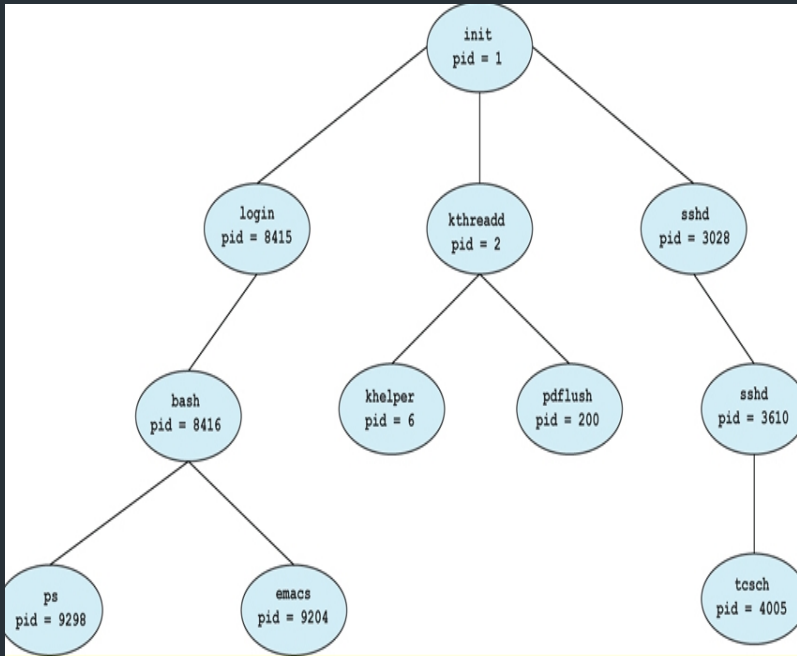 init
pid = 1
login
pid = 8415
kthreadd
pid = 2
sshd
pid = 3028
bash
pid = 8416
khelper
pid = 6
pdflush
pid = 200
sshd
pid = 3610
ps
pid = 9298
emacs
pid = 9204
tcsch
pid = 4005